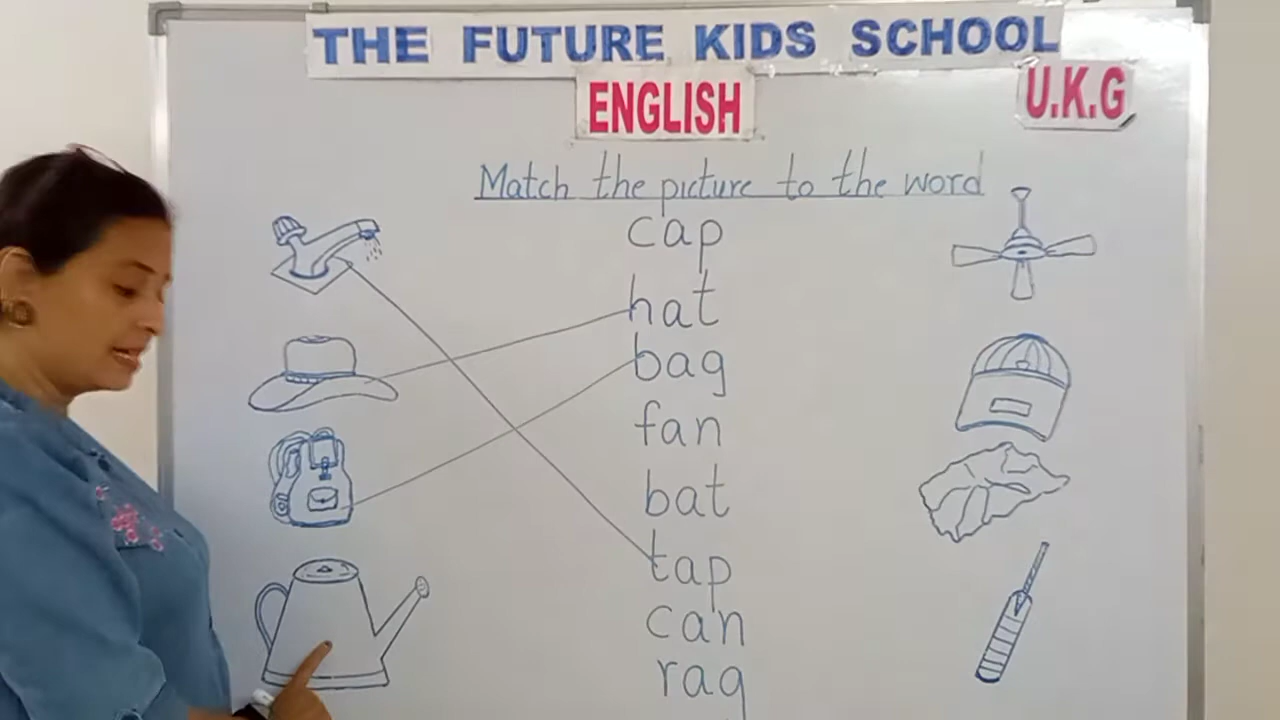 THE FUTURE KIDS SCHOOL
ENGLISH
U.K.G
Match the picture to the word
cap
hat
bag
fan
bat
tap
can
rag